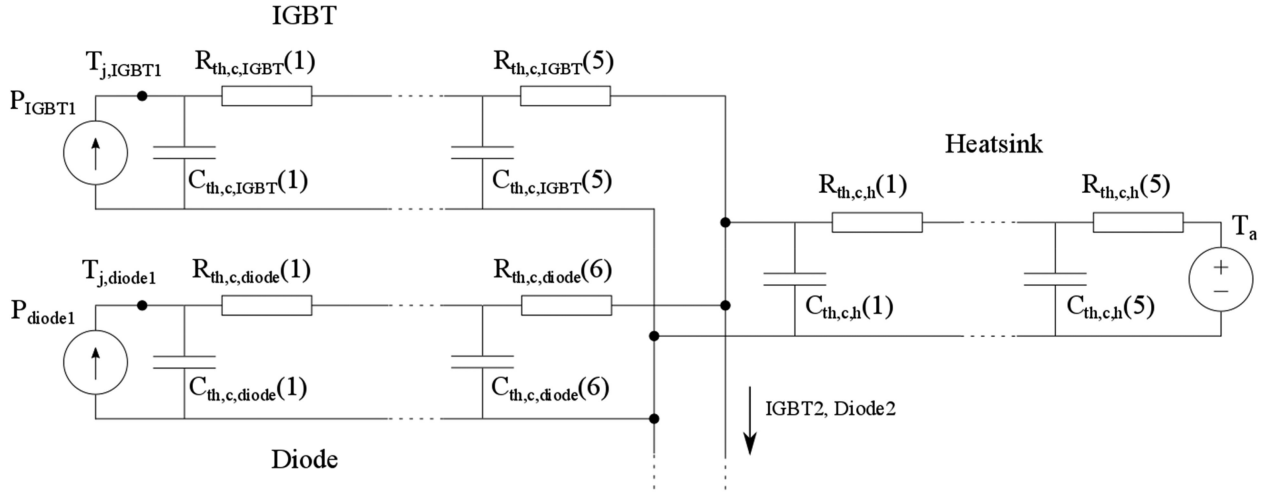 IGBT
T_j,IGBT1
R_th,c,IGBT(1)
R_th,c,IGBT(5)
P_IGBT1
C_th,c,IGBT(1)
C_th,c,IGBT(5)
Heatsink
R_th,c,h(1)
R_th,c,h(5)
T_a
+
−
C_th,c,h(1)
C_th,c,h(5)
T_j,diode1
R_th,c,diode(1)
R_th,c,diode(6)
P_diode1
C_th,c,diode(1)
C_th,c,diode(6)
IGBT2, Diode2
Diode